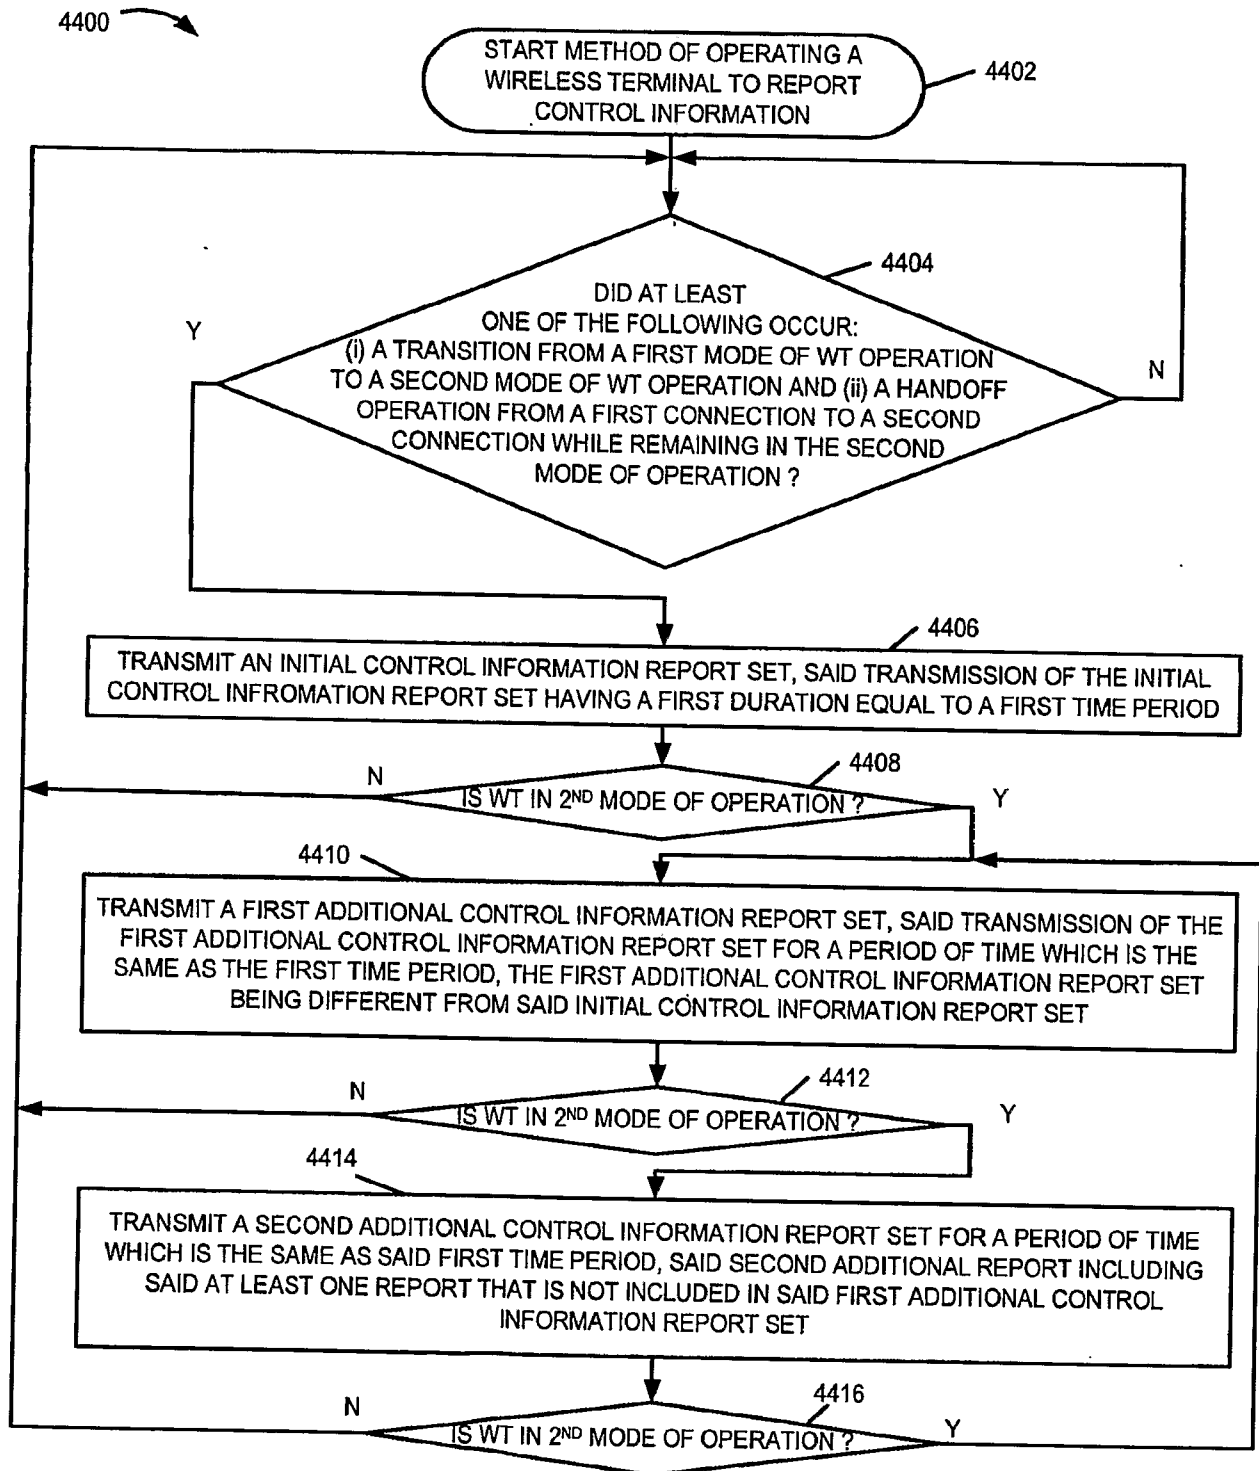 4400
START METHOD OF OPERATING A
WIRELESS TERMINAL TO REPORT
CONTROL INFORMATION
4402
4404
DID AT LEAST
ONE OF THE FOLLOWING OCCUR:
(i) A TRANSITION FROM A FIRST MODE OF WT OPERATION
TO A SECOND MODE OF WT OPERATION AND (ii) A HANDOFF
OPERATION FROM A FIRST CONNECTION TO A SECOND
CONNECTION WHILE REMAINING IN THE SECOND
MODE OF OPERATION ?
Y
N
4406
TRANSMIT AN INITIAL CONTROL INFORMATION REPORT SET, SAID TRANSMISSION OF THE INITIAL
CONTROL INFROMATION REPORT SET HAVING A FIRST DURATION EQUAL TO A FIRST TIME PERIOD
4408
N
IS WT IN 2ND MODE OF OPERATION ?
Y
4410
TRANSMIT A FIRST ADDITIONAL CONTROL INFORMATION REPORT SET, SAID TRANSMISSION OF THE
FIRST ADDITIONAL CONTROL INFORMATION REPORT SET FOR A PERIOD OF TIME WHICH IS THE
SAME AS THE FIRST TIME PERIOD, THE FIRST ADDITIONAL CONTROL INFORMATION REPORT SET
BEING DIFFERENT FROM SAID INITIAL CONTROL INFORMATION REPORT SET
4412
N
IS WT IN 2ND MODE OF OPERATION ?
Y
4414
TRANSMIT A SECOND ADDITIONAL CONTROL INFORMATION REPORT SET FOR A PERIOD OF TIME
WHICH IS THE SAME AS SAID FIRST TIME PERIOD, SAID SECOND ADDITIONAL REPORT INCLUDING
SAID AT LEAST ONE REPORT THAT IS NOT INCLUDED IN SAID FIRST ADDITIONAL CONTROL
INFORMATION REPORT SET
4416
N
IS WT IN 2ND MODE OF OPERATION ?
Y